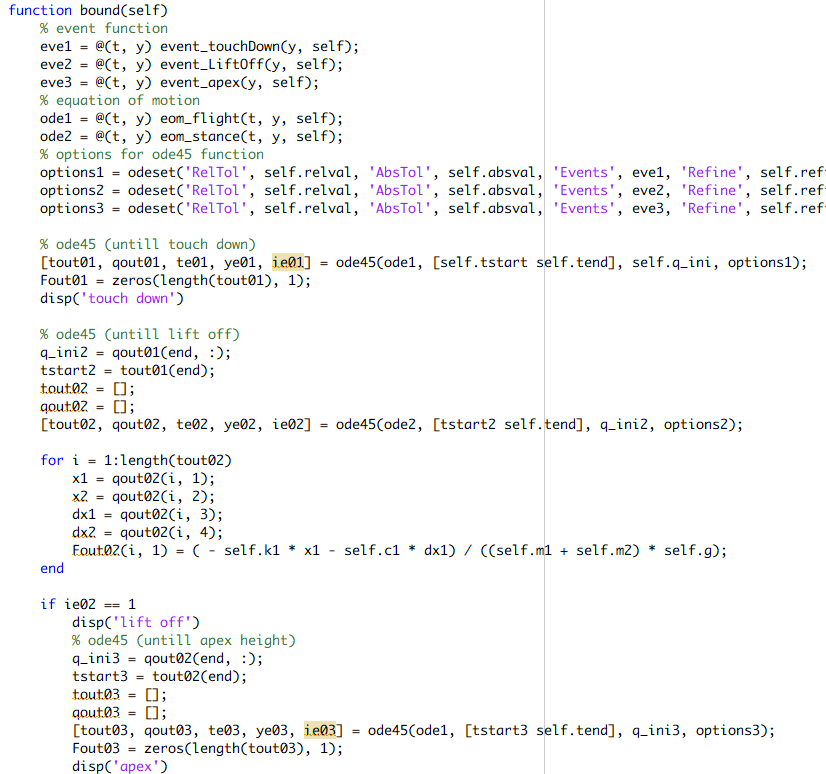 function bound(self)
% event function
eve1 = @(t, y) event_touchDown(y, self);
eve2 = @(t, y) event_LiftOff(y, self);
eve3 = @(t, y) event_apex(y, self);
% equation of motion
ode1 = @(t, y) eom_flight(t, y, self);
ode2 = @(t, y) eom_stance(t, y, self);
% options for ode45 function
options1 = odeset('RelTol', self.relval, 'AbsTol', self.absval, 'Events', eve1, 'Refine', self.ref
options2 = odeset('RelTol', self.relval, 'AbsTol', self.absval, 'Events', eve2, 'Refine', self.ref
options3 = odeset('RelTol', self.relval, 'AbsTol', self.absval, 'Events', eve3, 'Refine', self.ref
% ode45 (untill touch down)
[tout01, qout01, te01, ye01, ie01] = ode45(ode1, [self.tstart self.tend], self.q_ini, options1);
Fout01 = zeros(length(tout01), 1);
disp('touch down')
% ode45 (untill lift off)
q_ini2 = qout01(end, :);
tstart2 = tout01(end);
tout02 = [];
qout02 = [];
[tout02, qout02, te02, ye02, ie02] = ode45(ode2, [tstart2 self.tend], q_ini2, options2);
for i = 1:length(tout02)
x1 = qout02(i, 1);
x2 = qout02(i, 2);
dx1 = qout02(i, 3);
dx2 = qout02(i, 4);
Fout02(i, 1) = ( - self.k1 * x1 - self.c1 * dx1) / ((self.m1 + self.m2) * self.g);
end
if ie02 == 1
disp('lift off')
% ode45 (untill apex height)
q_ini3 = qout02(end, :);
tstart3 = tout02(end);
tout03 = [];
qout03 = [];
[tout03, qout03, te03, ye03, ie03] = ode45(ode1, [tstart3 self.tend], q_ini3, options3);
Fout03 = zeros(length(tout03), 1);
disp('apex')